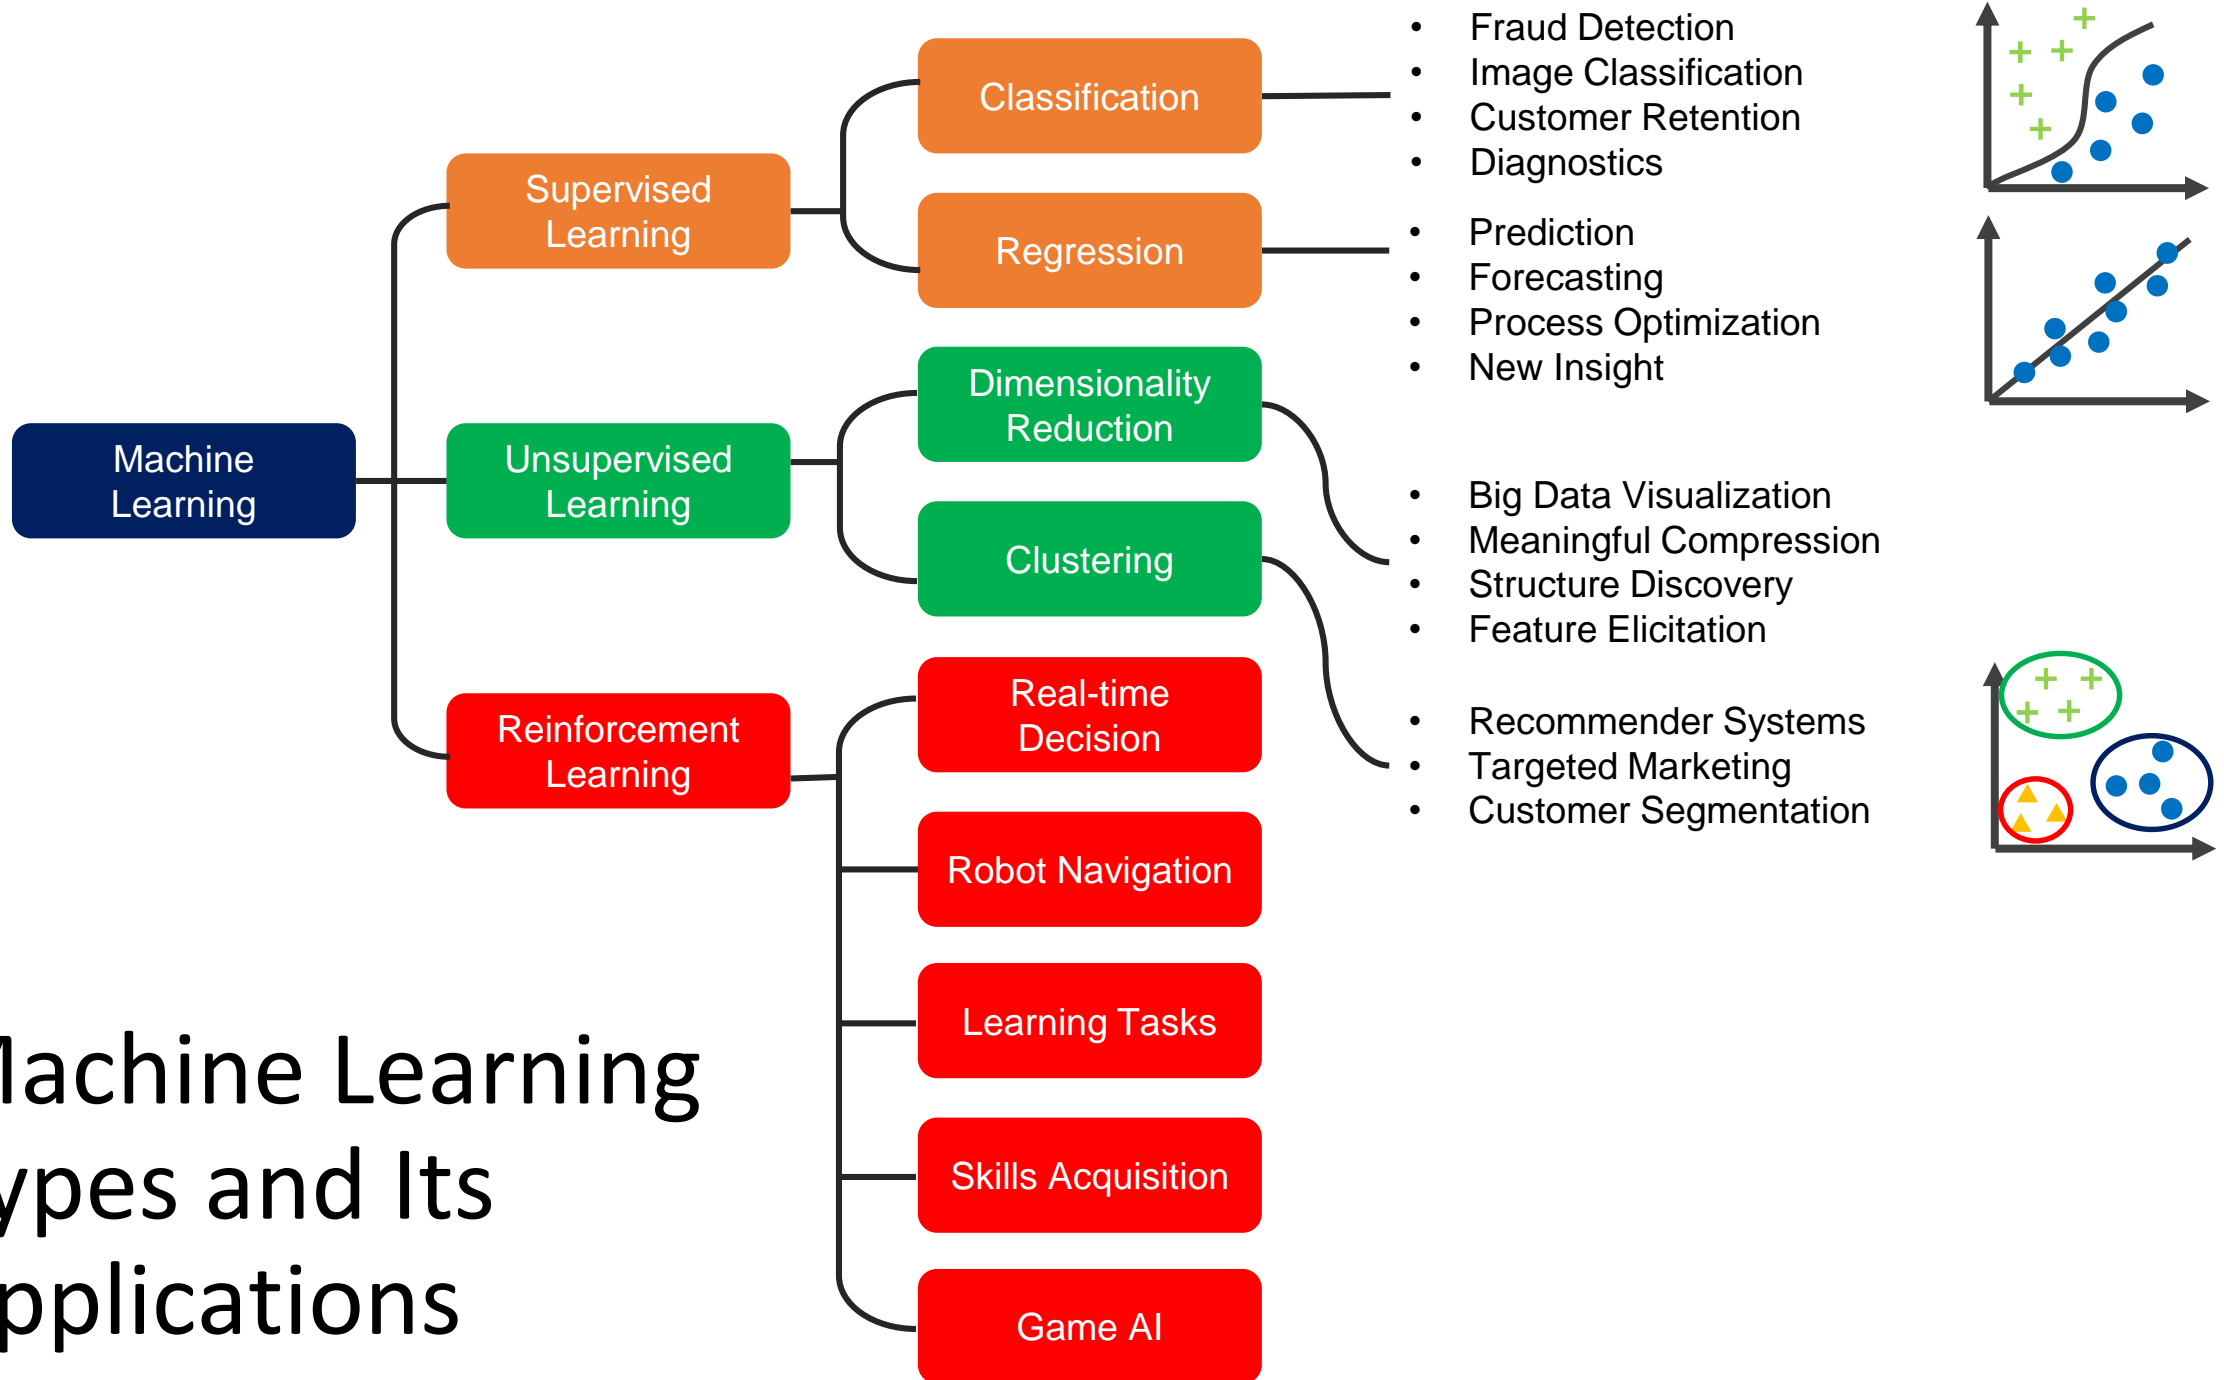 Machine
Learning
Supervised
Learning
Unsupervised
Learning
Reinforcement
Learning
Classification
Regression
Dimensionality
Reduction
Clustering
Real-time
Decision
Robot Navigation
Learning Tasks
Skills Acquisition
Game AI
• Fraud Detection
• Image Classification
• Customer Retention
• Diagnostics
• Prediction
• Forecasting
• Process Optimization
• New Insight
• Big Data Visualization
• Meaningful Compression
• Structure Discovery
• Feature Elicitation
• Recommender Systems
• Targeted Marketing
• Customer Segmentation
Machine Learning
ypes and Its
pplications